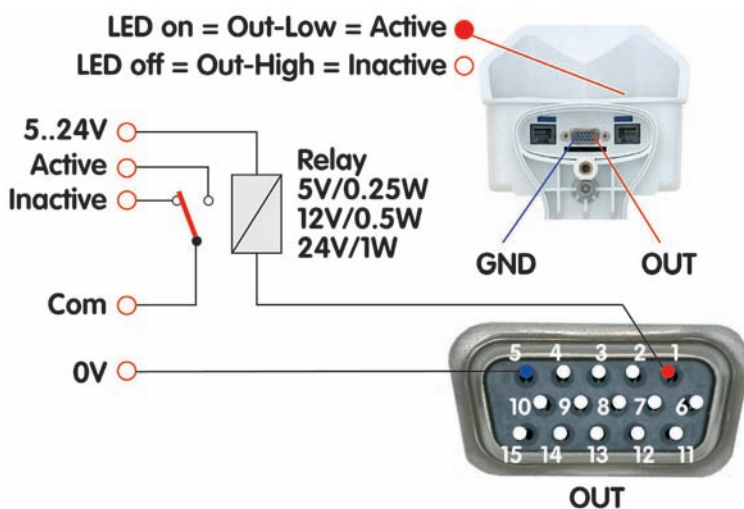 LED on = Out-Low = Active
LED off = Out-High = Inactive
5..24V
Active
Inactive
Relay
5V/0.25W
12V/0.5W
24V/1W
GND
OUT
Com
0V
5 4 3 2 1
10 9 8 7 6
15 14 13 12 11
OUT